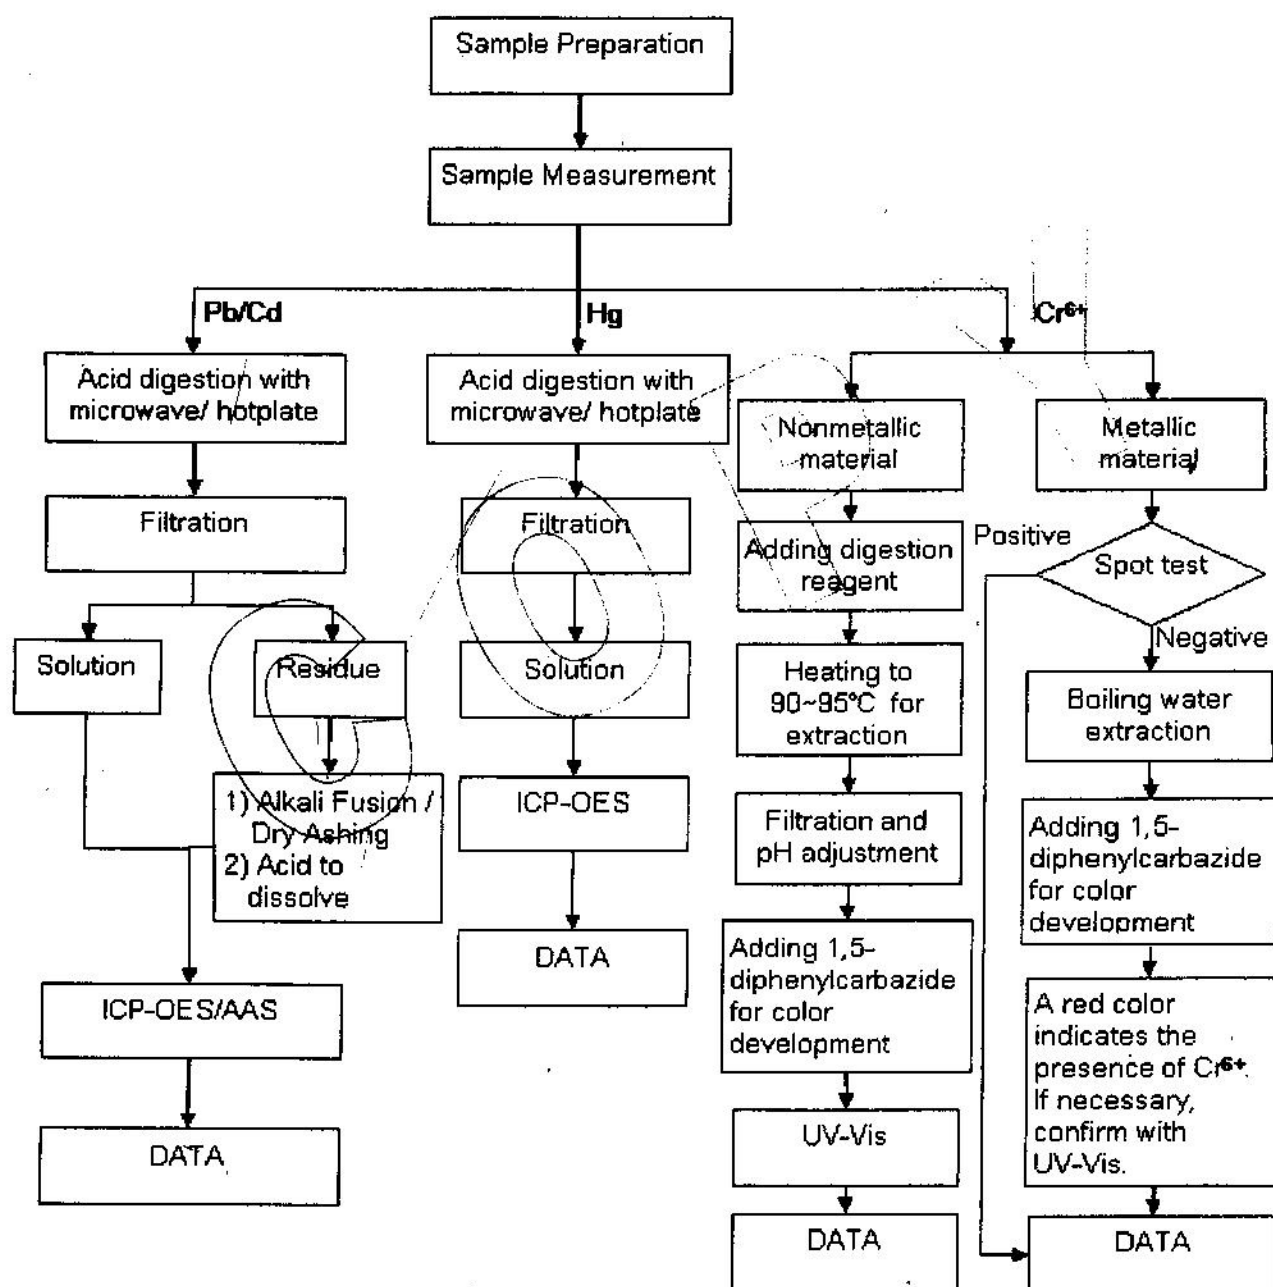 Sample Preparation
Sample Measurement
Pb/Cd
Hg
Cr⁶⁺
Acid digestion with
microwave/ hotplate
Filtration
Solution
Residue
1) Alkali Fusion /
Dry Ashing
2) Acid to
dissolve
ICP-OES/AAS
DATA
Acid digestion with
microwave/ hotplate
Filtration
Solution
ICP-OES
DATA
Nonmetallic
material
Adding digestion
reagent
Heating to
90~95℃ for
extraction
Filtration and
pH adjustment
Adding 1,5-
diphenylcarbazide
for color
development
UV-Vis
DATA
Metallic
material
Positive
Spot test
Negative
Boiling water
extraction
Adding 1,5-
diphenylcarbazide
for color
development
A red color
indicates the
presence of Cr⁶⁺.
If necessary,
confirm with
UV-Vis.
DATA